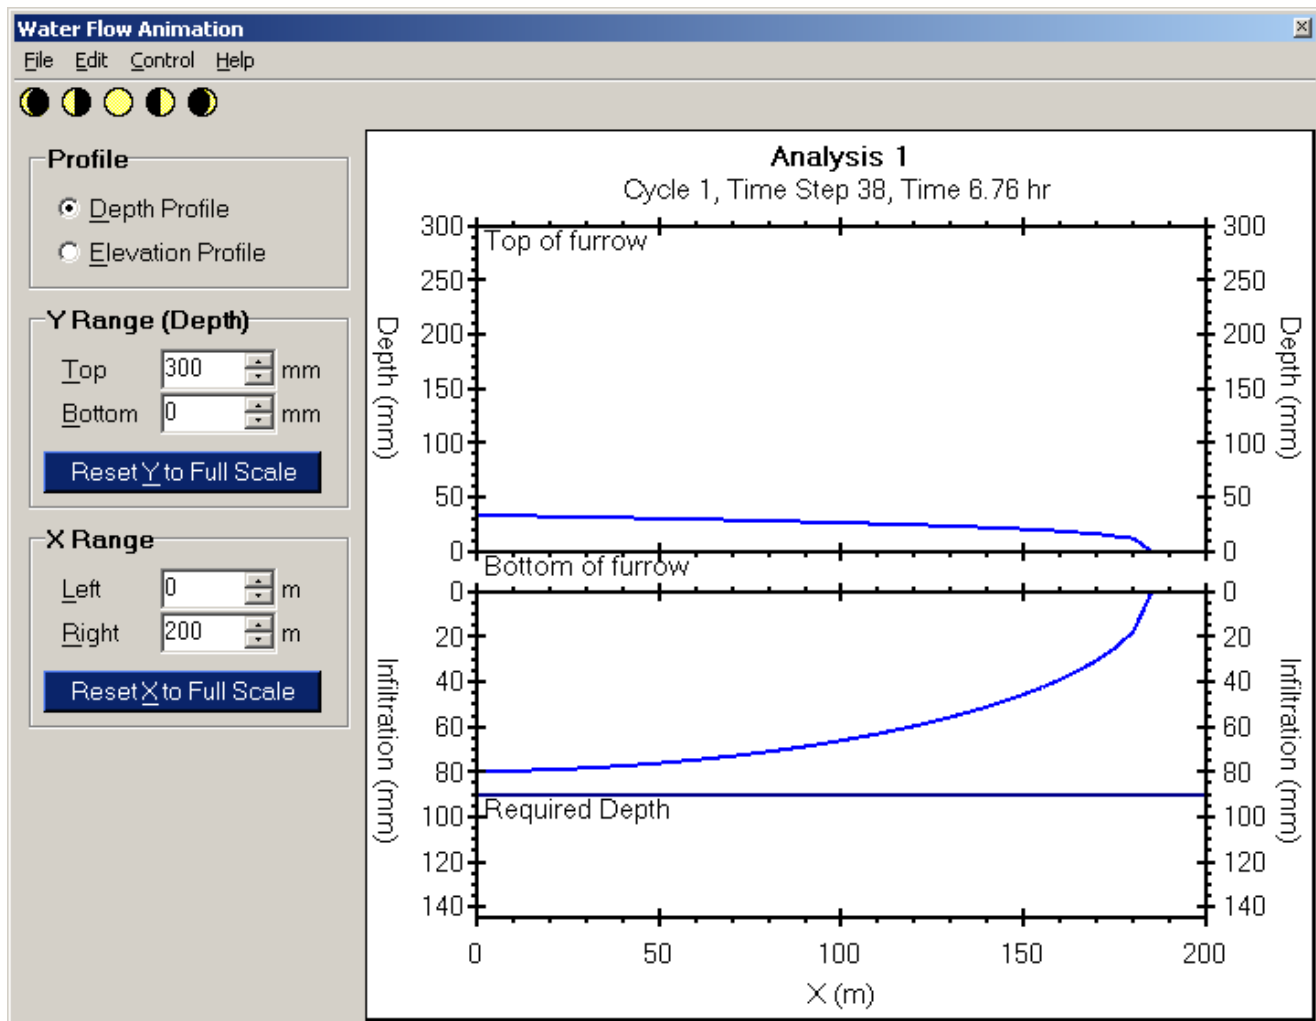 Water Flow Animation
File Edit Control Help
Profile
Depth Profile
Elevation Profile
Y Range (Depth)
Top 300 mm
Bottom 0 mm
Reset Y to Full Scale
X Range
Left 0 m
Right 200 m
Reset X to Full Scale
Analysis 1
Cycle 1, Time Step 38, Time 6.76 hr
300 Top of furrow 300
250 250
200 200
150 150
100 100
50 50
0 0
Depth (mm)
Depth (mm)
Bottom of furrow
0 0
20 20
40 40
60 60
80 80
100 Required Depth 100
120 120
140 140
Infiltration (mm)
Infiltration (mm)
0 50 100 150 200
X (m)